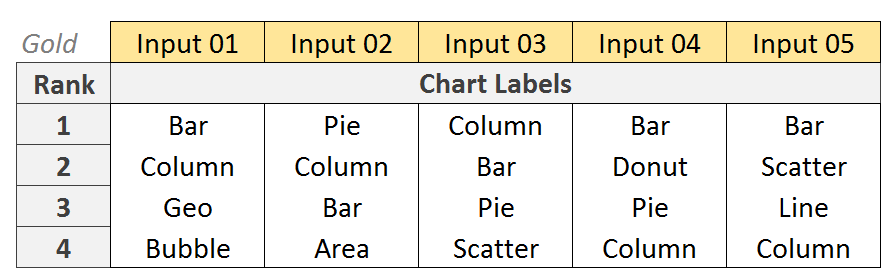 Gold Input 01 Input 02 Input 03 Input 04 Input 05
Rank Chart Labels
1 Bar Pie Column Bar Bar
2 Column Column Bar Donut Scatter
3 Geo Bar Pie Pie Line
4 Bubble Area Scatter Column Column